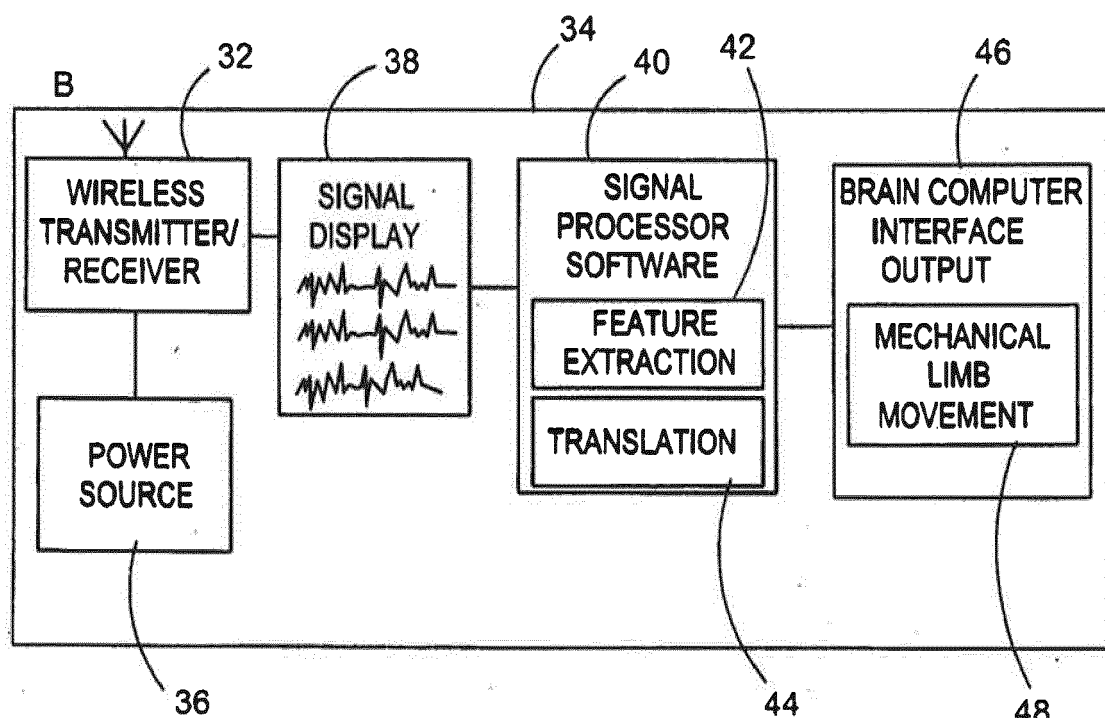 34
42
32
38
40
46
B
WIRELESS
TRANSMITTER/
RECEIVER
SIGNAL
DISPLAY
SIGNAL
PROCESSOR
SOFTWARE
FEATURE
EXTRACTION
TRANSLATION
BRAIN COMPUTER
INTERFACE
OUTPUT
MECHANICAL
LIMB
MOVEMENT
POWER
SOURCE
36
44
48